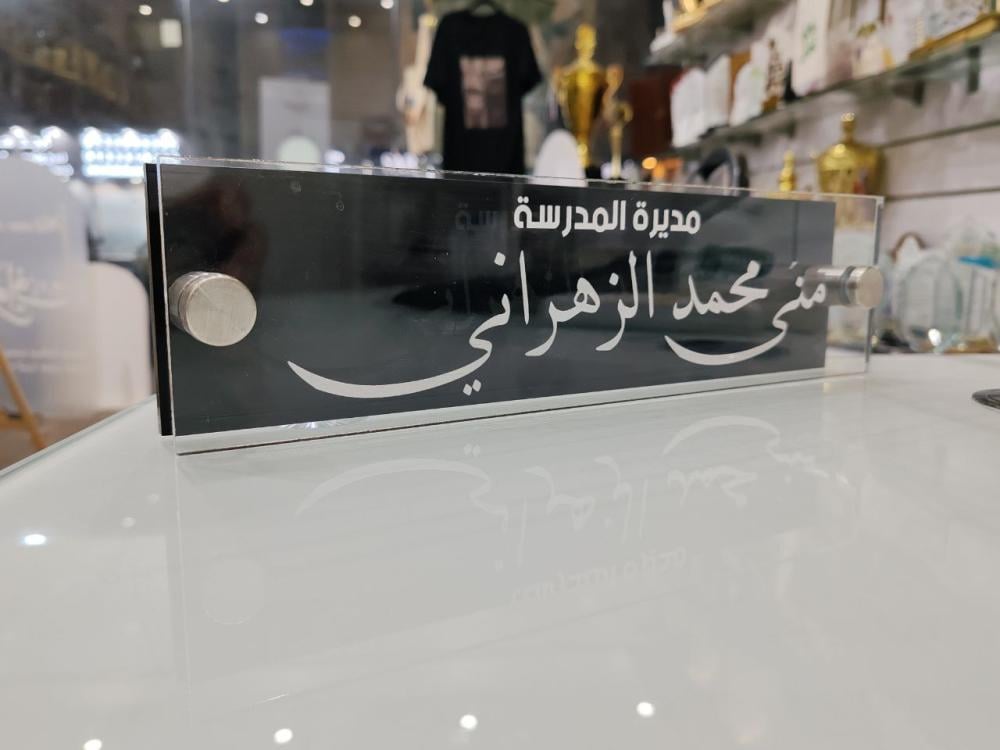 مديرة المدرسة
منى محمد الزهراني